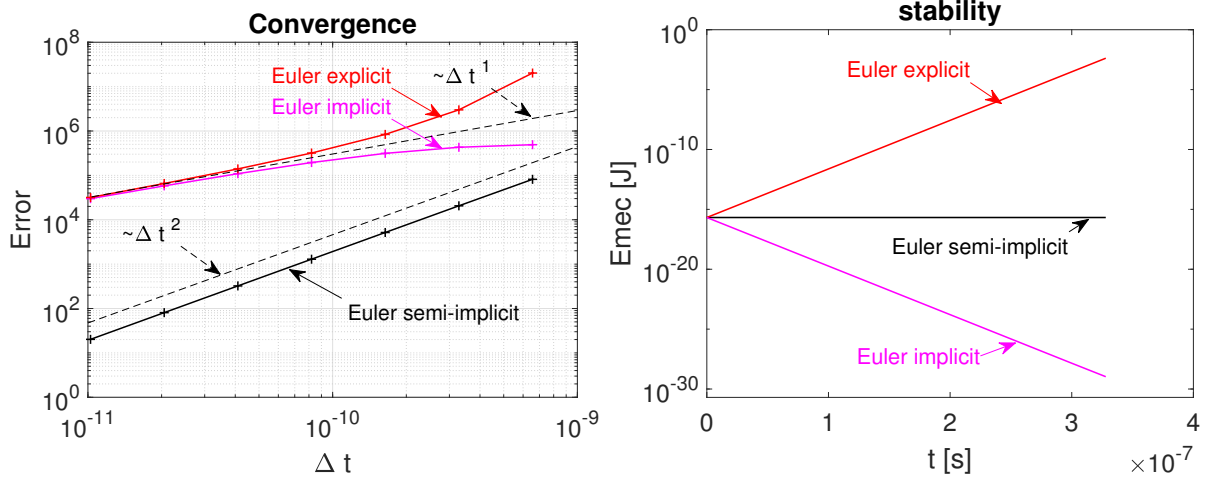 Convergence
10^8
10^6
10^4
10^2
10^0
Error
Euler explicit
Euler implicit
~Δ t^1
~Δ t^2
Euler semi-implicit
10^-11
10^-10
10^-9
Δ t
stability
10^0
10^-10
10^-20
10^-30
Emec [J]
Euler explicit
Euler semi-implicit
Euler implicit
0
1
2
3
4
t [s]
×10^-7